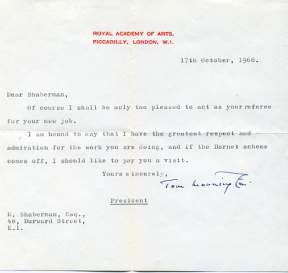 ROYAL ACADEMY OF ARTS,
PICCADILLY, LONDON, W.1.
17th October, 1966.
Dear Shaberman,
Of course I shall be only too pleased to act as your referee
for your new job.
I am bound to say that I have the greatest respect and
admiration for the work you are doing, and if the Barnet scheme
comes off, I should like to pay you a visit.
Yours sincerely,
Tom
President
R. Shaberman, Esq.,
48, Durward Street,
E.1.